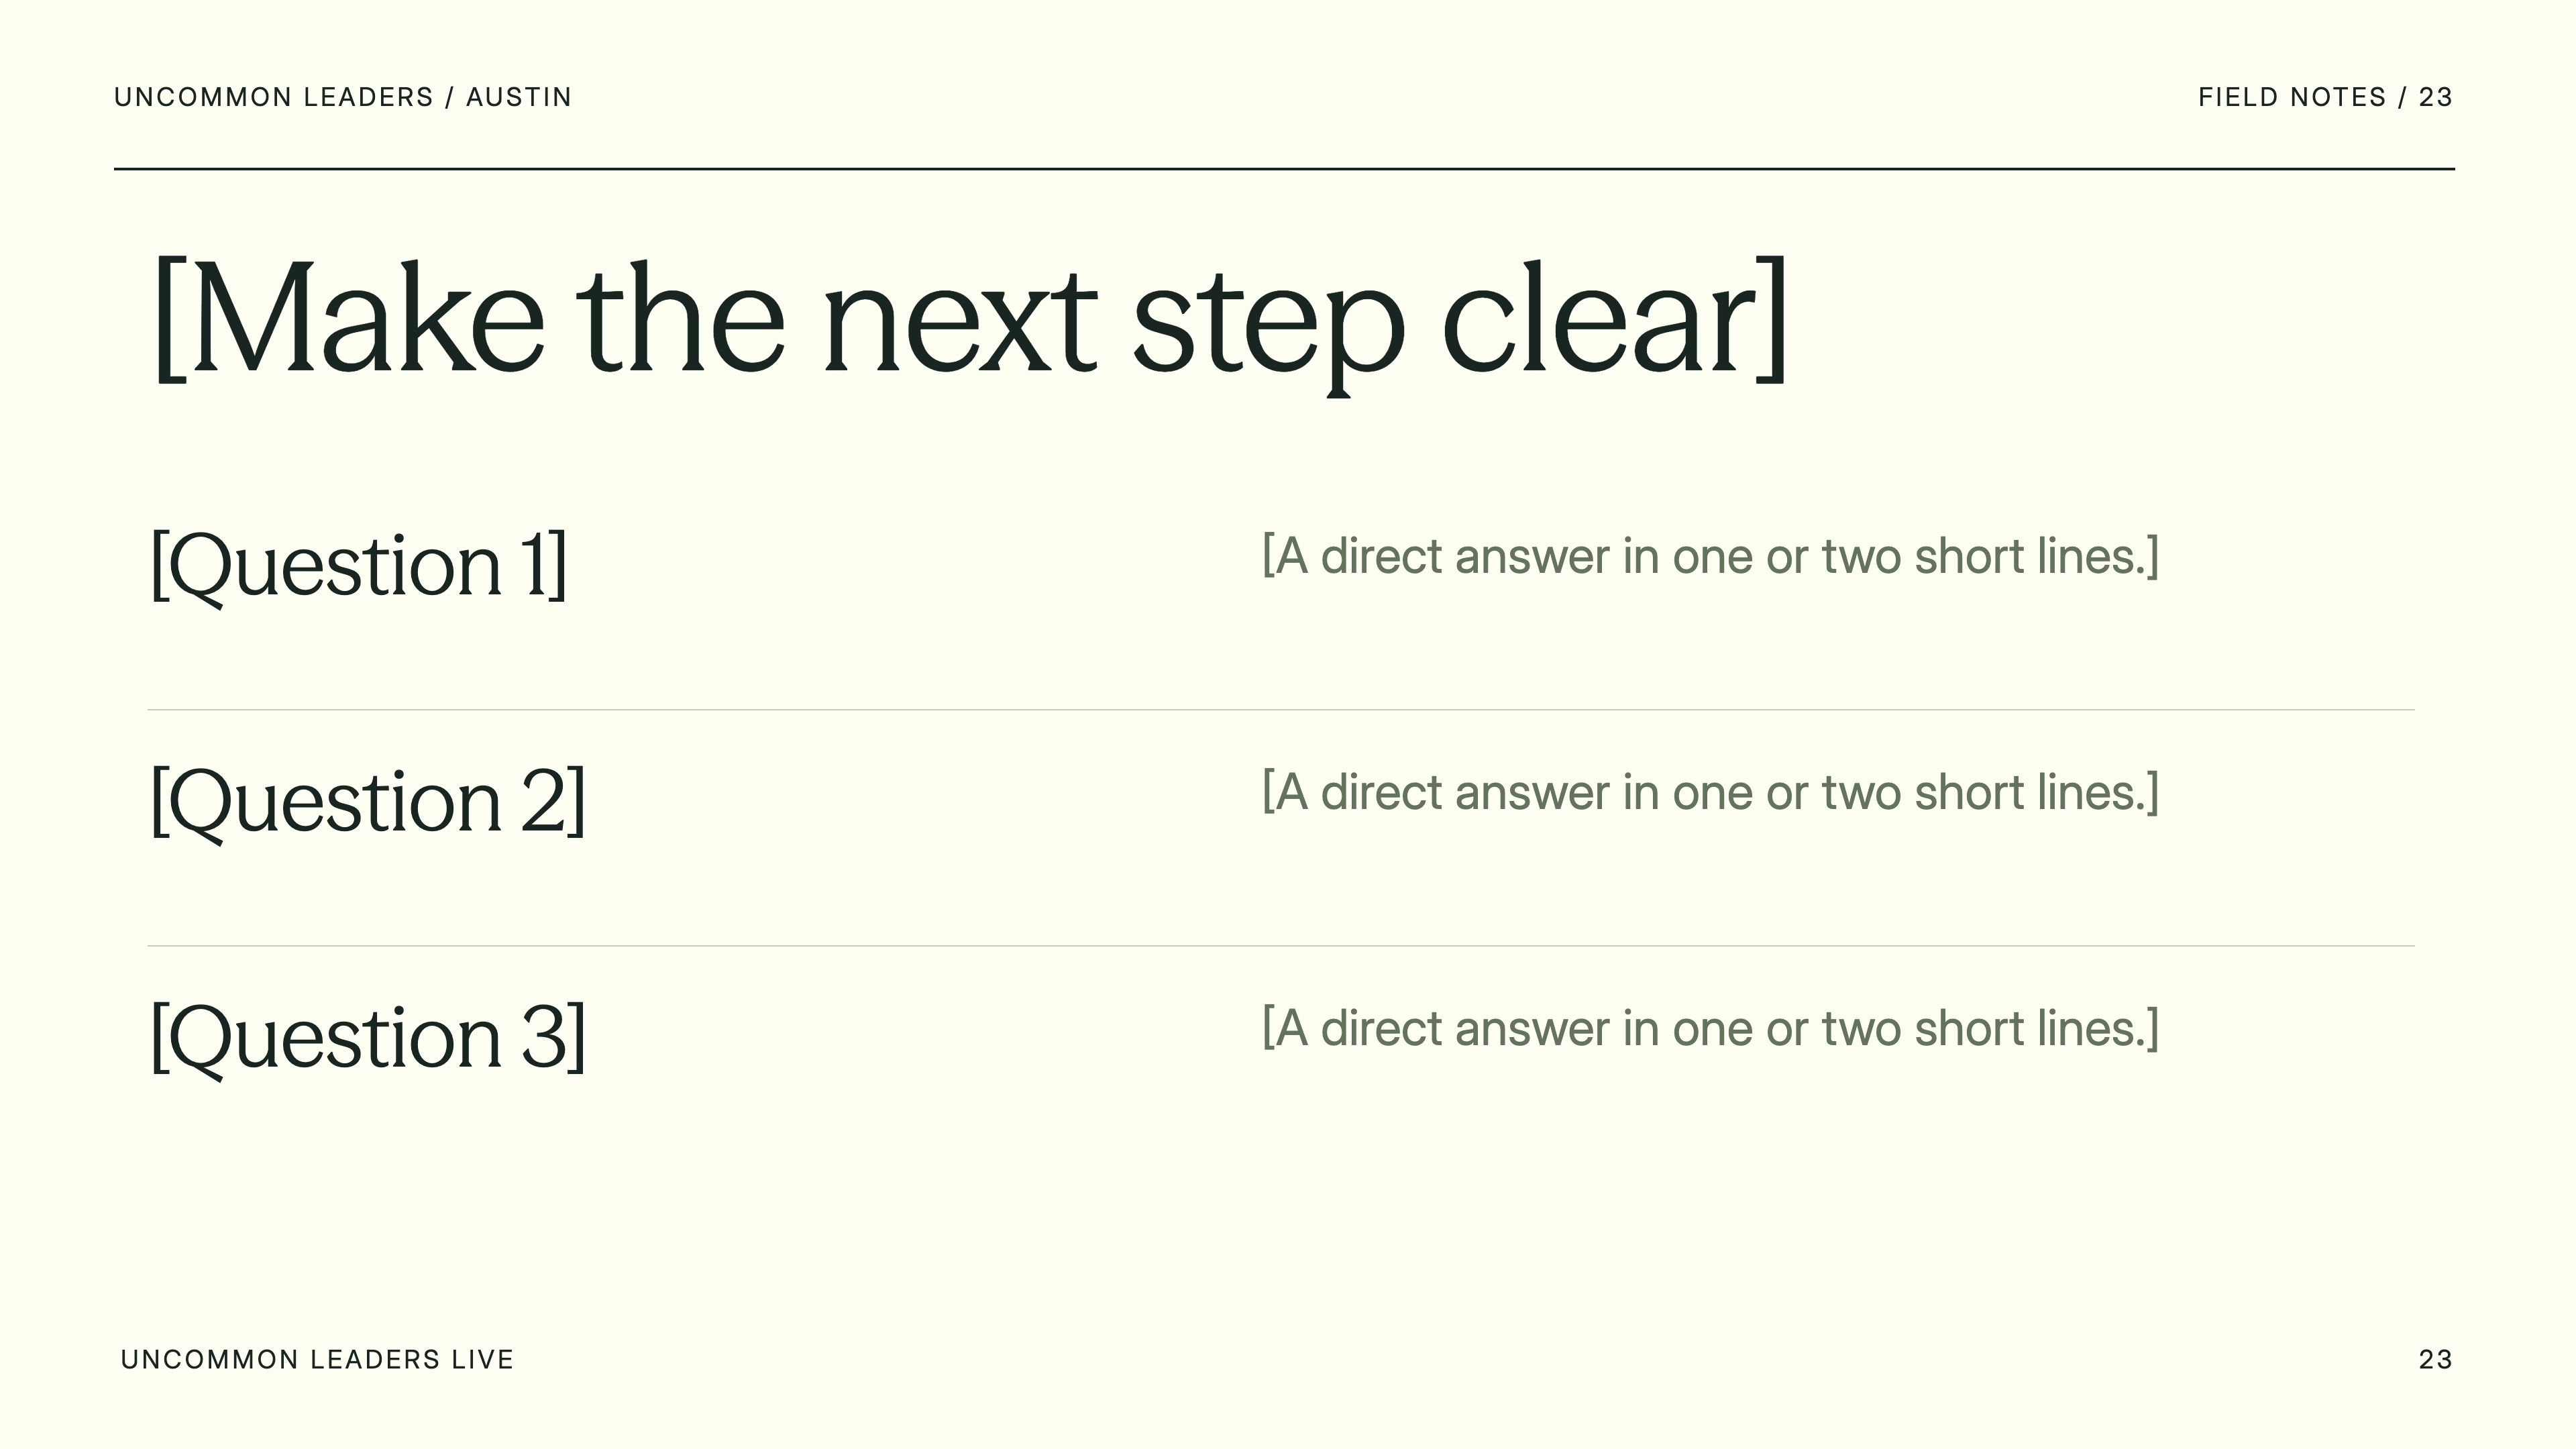 UNCOMMON LEADERS / AUSTIN
FIELD NOTES / 23
[Make the next step clear]
[Question 1]
[A direct answer in one or two short lines.]
[Question 2]
[A direct answer in one or two short lines.]
[Question 3]
[A direct answer in one or two short lines.]
UNCOMMON LEADERS LIVE
23